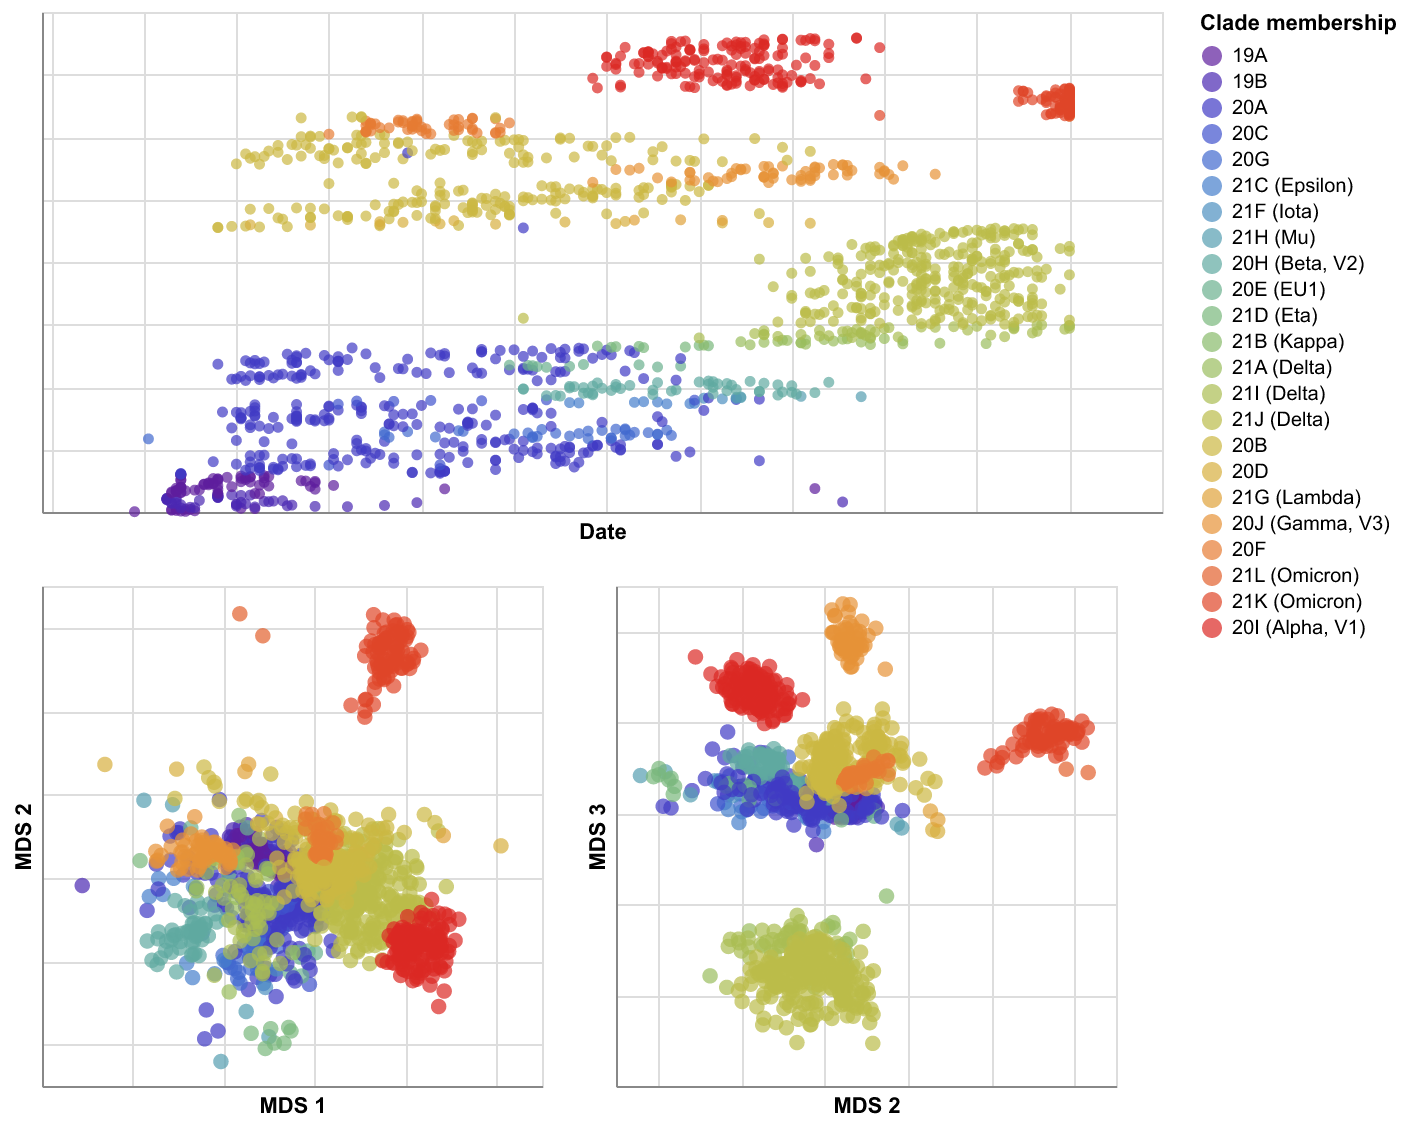 Clade membership
19A
19B
20A
20C
20G
21C (Epsilon)
21F (Iota)
21H (Mu)
20H (Beta, V2)
20E (EU1)
21D (Eta)
21B (Kappa)
21A (Delta)
21I (Delta)
21J (Delta)
20B
20D
21G (Lambda)
20J (Gamma, V3)
20F
21L (Omicron)
21K (Omicron)
20I (Alpha, V1)
Date
MDS 2
MDS 1
MDS 3
MDS 2